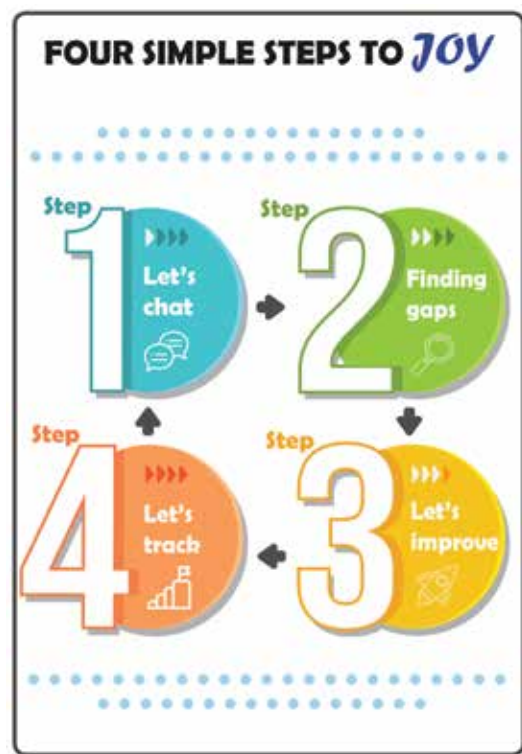 FOUR SIMPLE STEPS TO JOY
Step
1
Let's
chat
Step
2
Finding
gaps
Step
3
Let's
improve
Step
4
Let's
track